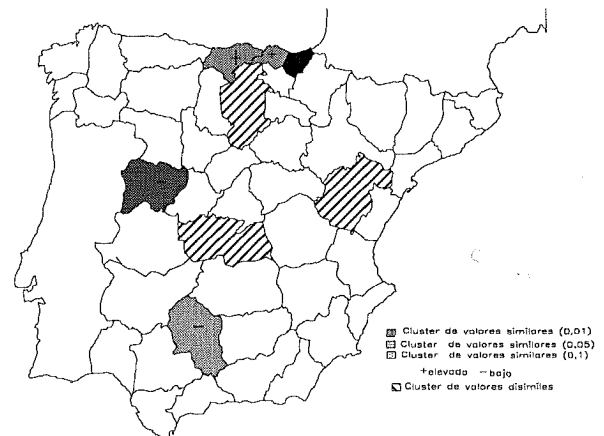 Cluster de valores similares (0,01)
Cluster de valores similares (0,05)
Cluster de valores similares (0,1)
+elevado —bajo
Cluster de valores disimiles